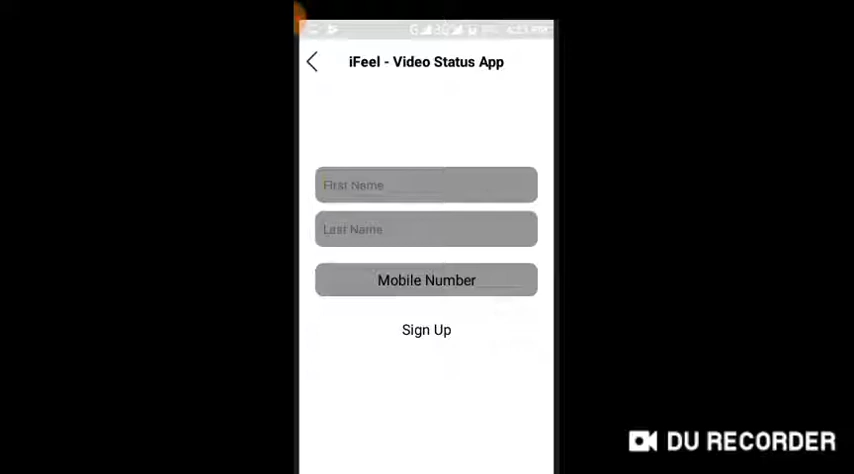 iFeel - Video Status App
First Name
Last Name
Mobile Number
Sign Up
DU RECORDER